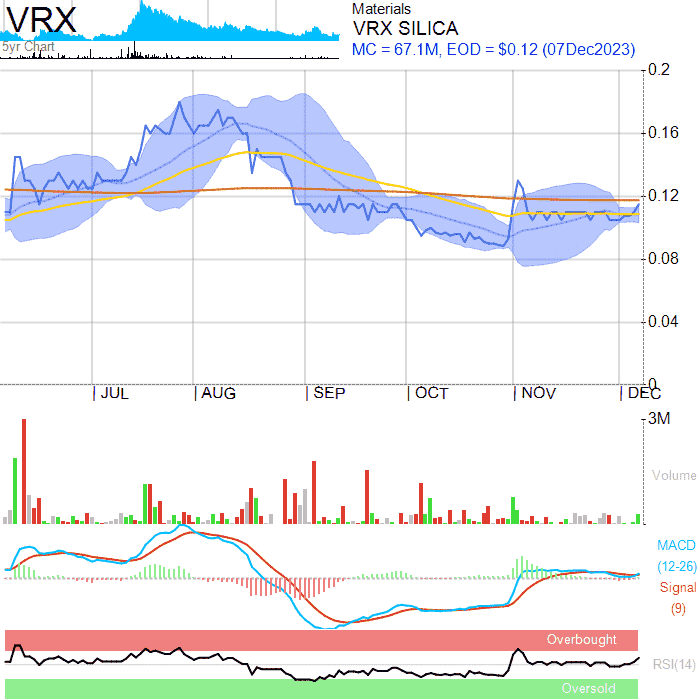 VRX
5yr Chart
Materials
VRX SILICA
MC = 67.1M, EOD = $0.12 (07Dec2023)
0.2
0.16
0.12
0.08
0.04
0
JUL
AUG
SEP
OCT
NOV
DEC
3M
Volume
MACD
(12-26)
Signal
(9)
Overbought
RSI(14)
Oversold